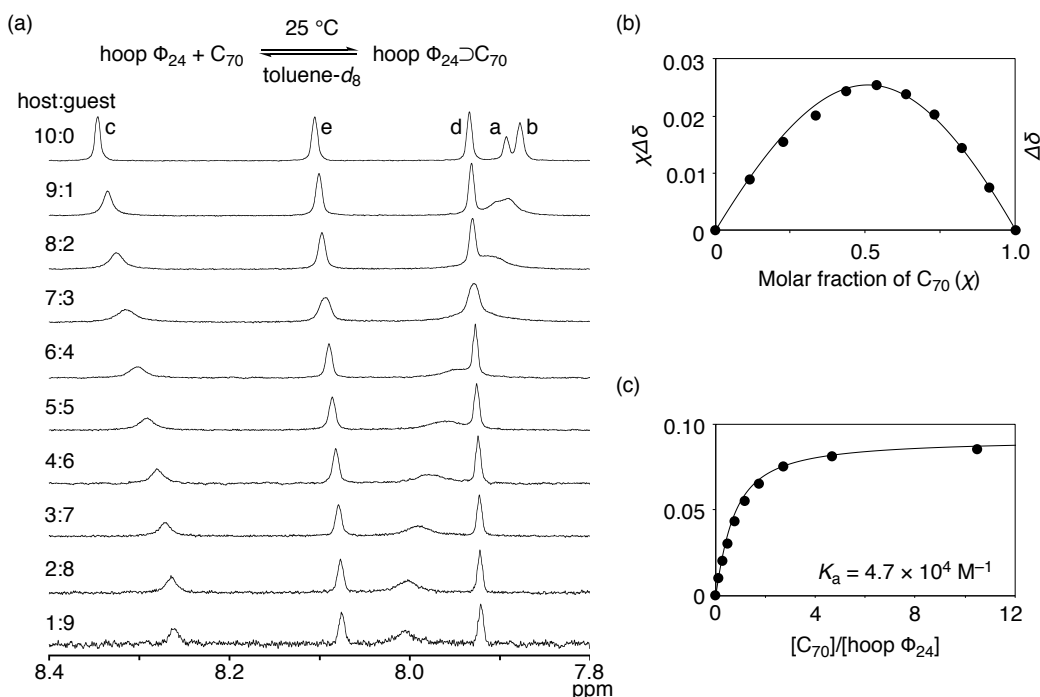 (a)
25 °C
hoop Φ24 + C70
hoop Φ24⊃C70
toluene-d8
host:guest
10:0
c
e
d
a
b
9:1
8:2
7:3
6:4
5:5
4:6
3:7
2:8
1:9
8.4
8.2
8.0
7.8
ppm
(b)
0.03
0.02
0.01
0
χΔδ
Δδ
0
0.5
1.0
Molar fraction of C70 (χ)
(c)
0.10
0.05
0
Ka = 4.7 × 10⁴ M⁻¹
0
4
8
12
[C70]/[hoop Φ24]